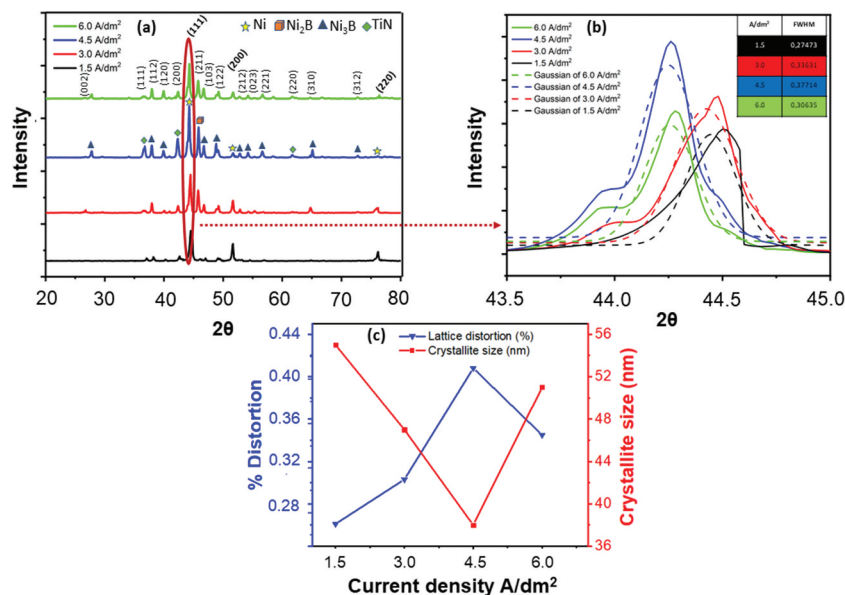 6.0 A/dm²
4.5 A/dm²
3.0 A/dm²
1.5 A/dm²
(a)
(111)
Ni
Ni₂B
Ni₃B
TiN
(002)
(111)
(112)
(120)
(200)
(211)
(103)
(122)
(200)
(212)
(023)
(221)
(220)
(310)
(312)
(220)
Intensity
20 30 40 50 60 70 80
2θ
(b)
6.0 A/dm²
4.5 A/dm²
3.0 A/dm²
1.5 A/dm²
Gaussian of 6.0 A/dm²
Gaussian of 4.5 A/dm²
Gaussian of 3.0 A/dm²
Gaussian of 1.5 A/dm²
A/dm² FWHM
1.5 0,27473
3.0 0,33631
4.5 0,37714
6.0 0,30635
Intensity
43.5 44.0 44.5 45.0
2θ
(c)
Lattice distortion (%)
Crystallite size (nm)
% Distortion
0.44
0.40
0.36
0.32
0.28
56
52
48
44
40
36
Crystallite size (nm)
1.5 3.0 4.5 6.0
Current density A/dm²